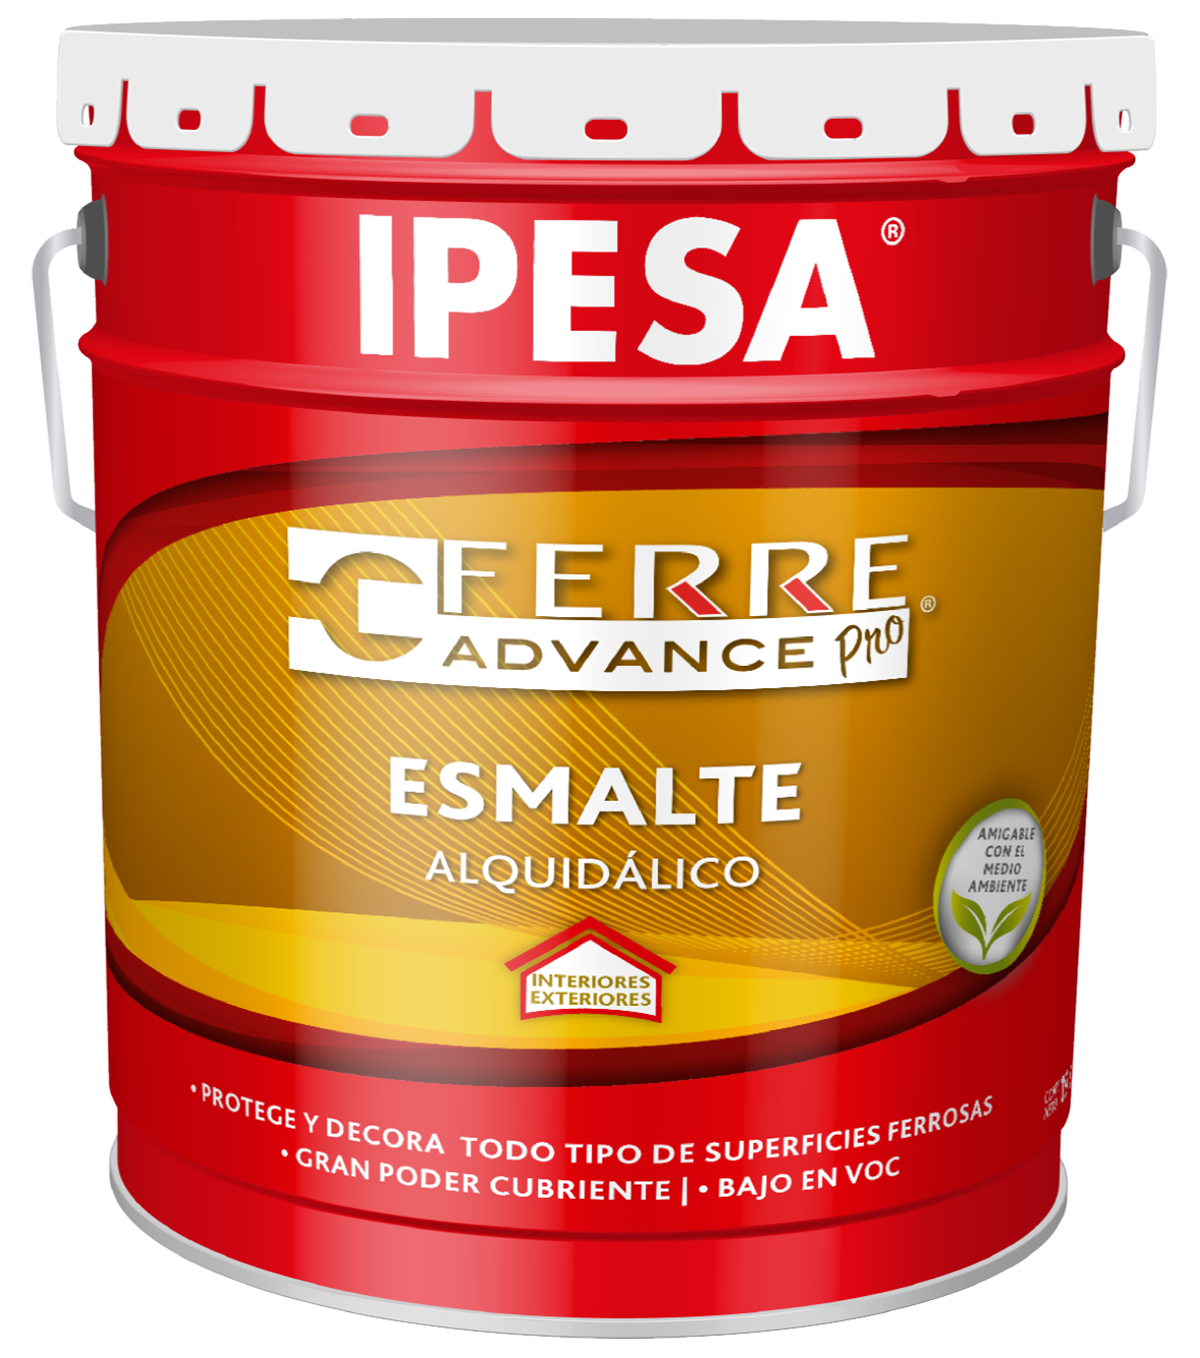 IPESA®
FERRE®
ADVANCE Pro
ESMALTE
ALQUIDÁLICO
AMIGABLE
CON EL
MEDIO
AMBIENTE
INTERIORES
EXTERIORES
• PROTEGE Y DECORA TODO TIPO DE SUPERFICIES FERROSAS
• GRAN PODER CUBRIENTE | • BAJO EN VOC